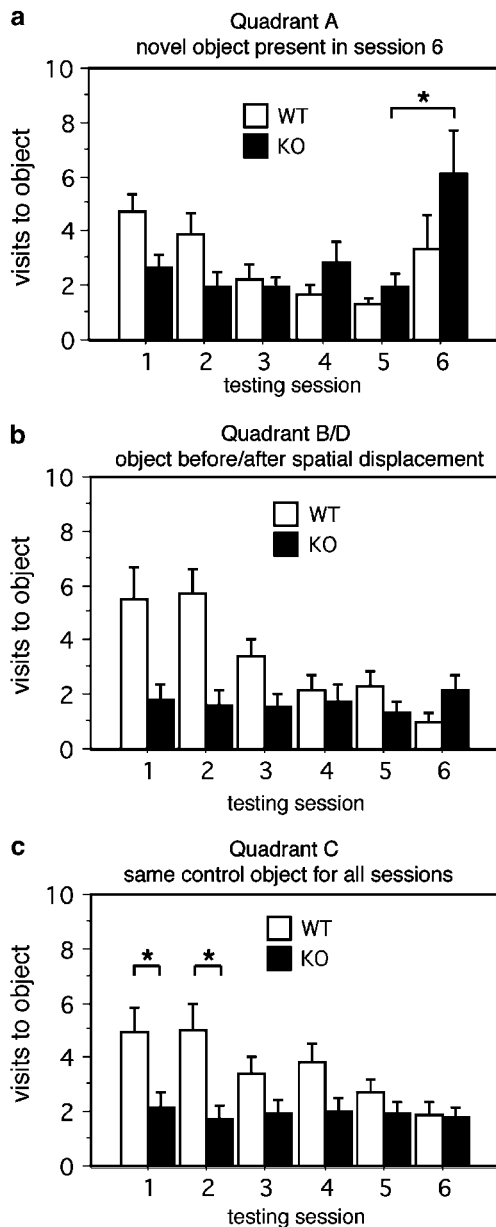 a
Quadrant A
novel object present in session 6
10
8
6
4
2
0
visits to object
WT
KO
*
1 2 3 4 5 6
testing session
b
Quadrant B/D
object before/after spatial displacement
10
8
6
4
2
0
visits to object
WT
KO
1 2 3 4 5 6
testing session
c
Quadrant C
same control object for all sessions
10
8
6
4
2
0
visits to object
WT
KO
* *
1 2 3 4 5 6
testing session